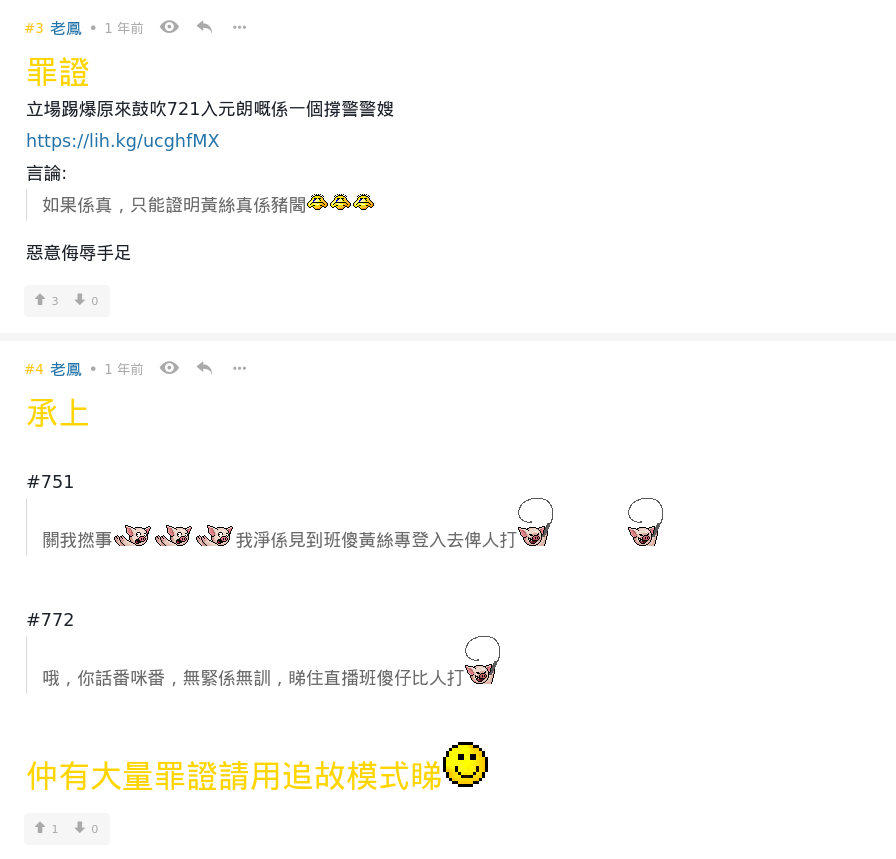 #3 老鳳 • 1 年前
罪證
立場踢爆原來鼓吹721入元朗嘅係一個撐警警嫂
https://lih.kg/ucghfMX
言論:
如果係真，只能證明黃絲真係豬閪
惡意侮辱手足
3 0
#4 老鳳 • 1 年前
承上
#751
關我撚事 我淨係見到班傻黃絲專登入去俾人打
#772
哦，你話番咪番，無緊係無訓，睇住直播班傻仔比人打
仲有大量罪證請用追故模式睇
1 0